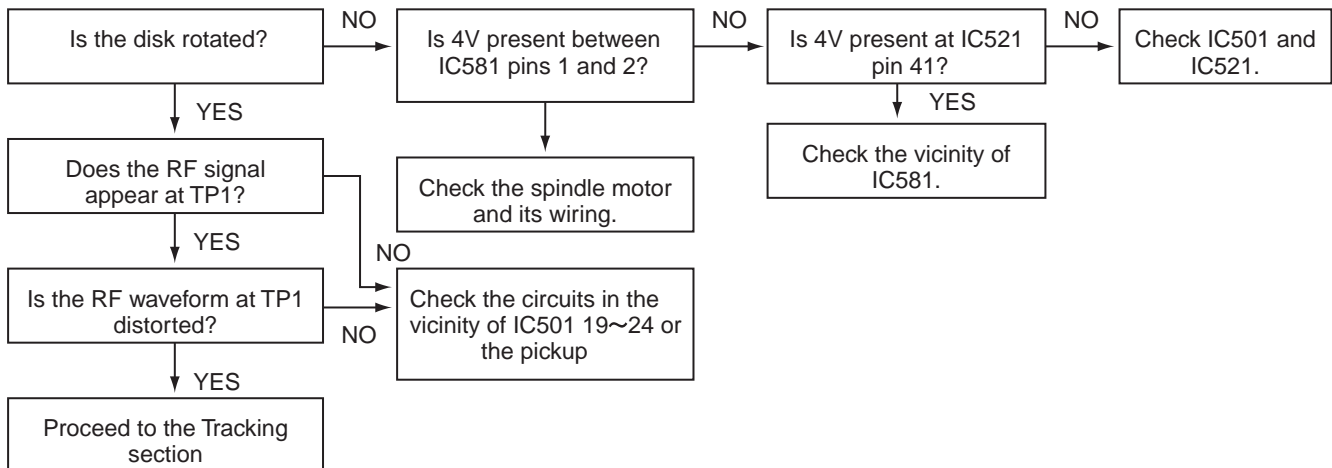 Is the disk rotated?
NO
Is 4V present between
IC581 pins 1 and 2?
NO
Is 4V present at IC521
pin 41?
NO
Check IC501 and
IC521.
YES
YES
Does the RF signal
appear at TP1?
Check the spindle motor
and its wiring.
Check the vicinity of
IC581.
YES
NO
Is the RF waveform at TP1
distorted?
NO
Check the circuits in the
vicinity of IC501 19～24 or
the pickup
YES
Proceed to the Tracking
section